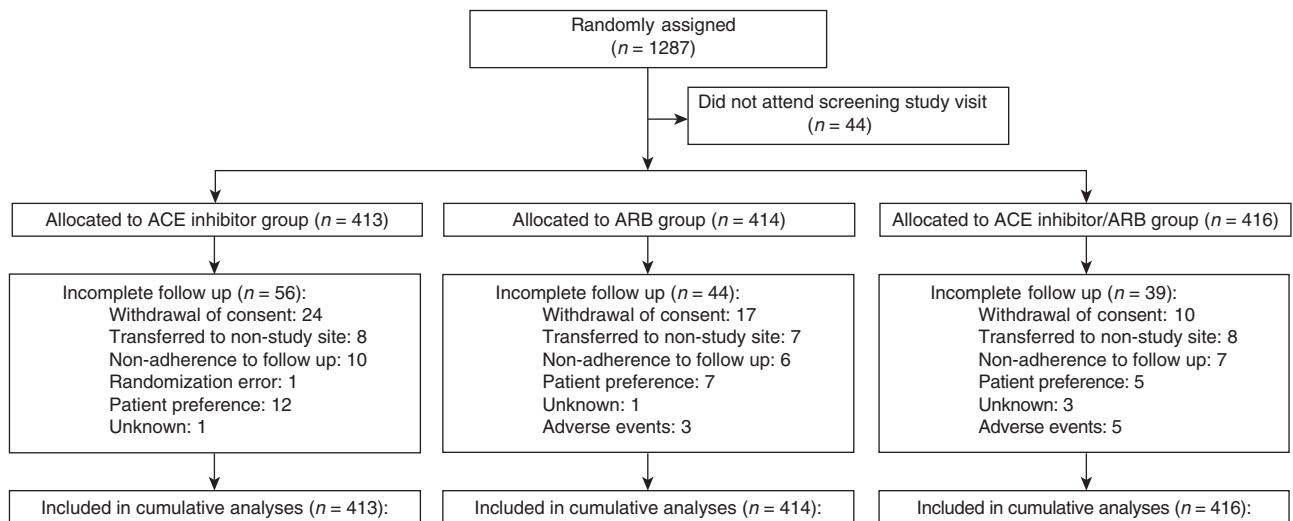 Randomly assigned
(n = 1287)
Did not attend screening study visit
(n = 44)
Allocated to ACE inhibitor group (n = 413)
Allocated to ARB group (n = 414)
Allocated to ACE inhibitor/ARB group (n = 416)
Incomplete follow up (n = 56):
Withdrawal of consent: 24
Transferred to non-study site: 8
Non-adherence to follow up: 10
Randomization error: 1
Patient preference: 12
Unknown: 1
Incomplete follow up (n = 44):
Withdrawal of consent: 17
Transferred to non-study site: 7
Non-adherence to follow up: 6
Patient preference: 7
Unknown: 1
Adverse events: 3
Incomplete follow up (n = 39):
Withdrawal of consent: 10
Transferred to non-study site: 8
Non-adherence to follow up: 7
Patient preference: 5
Unknown: 3
Adverse events: 5
Included in cumulative analyses (n = 413):
Included in cumulative analyses (n = 414):
Included in cumulative analyses (n = 416):